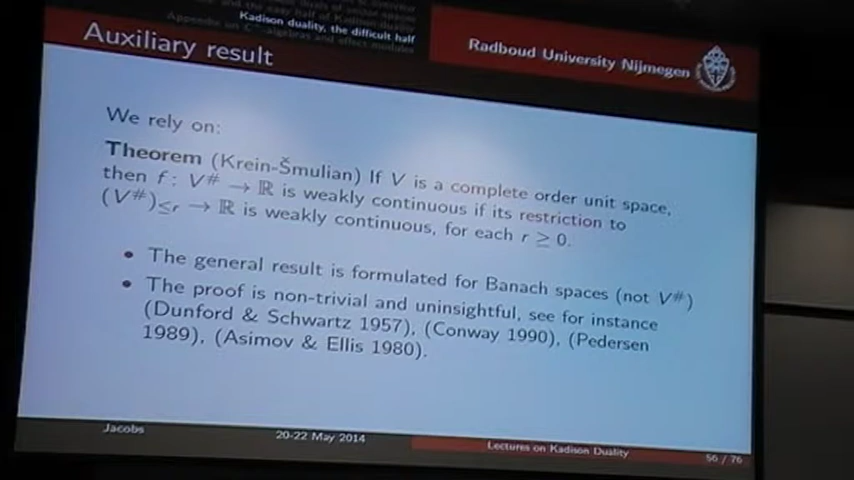 Kadison duality, the difficult half
Auxiliary result
Radboud University Nijmegen
We rely on:
Theorem (Krein-Šmulian) If V is a complete order unit space,
then f : V# → ℝ is weakly continuous if its restriction to
(V#)≤r → ℝ is weakly continuous, for each r ≥ 0.
• The general result is formulated for Banach spaces (not V#)
• The proof is non-trivial and uninsightful, see for instance
(Dunford & Schwartz 1957), (Conway 1990), (Pedersen
1989), (Asimov & Ellis 1980).
Jacobs
20-22 May 2014
Lectures on Kadison Duality
56 / 76